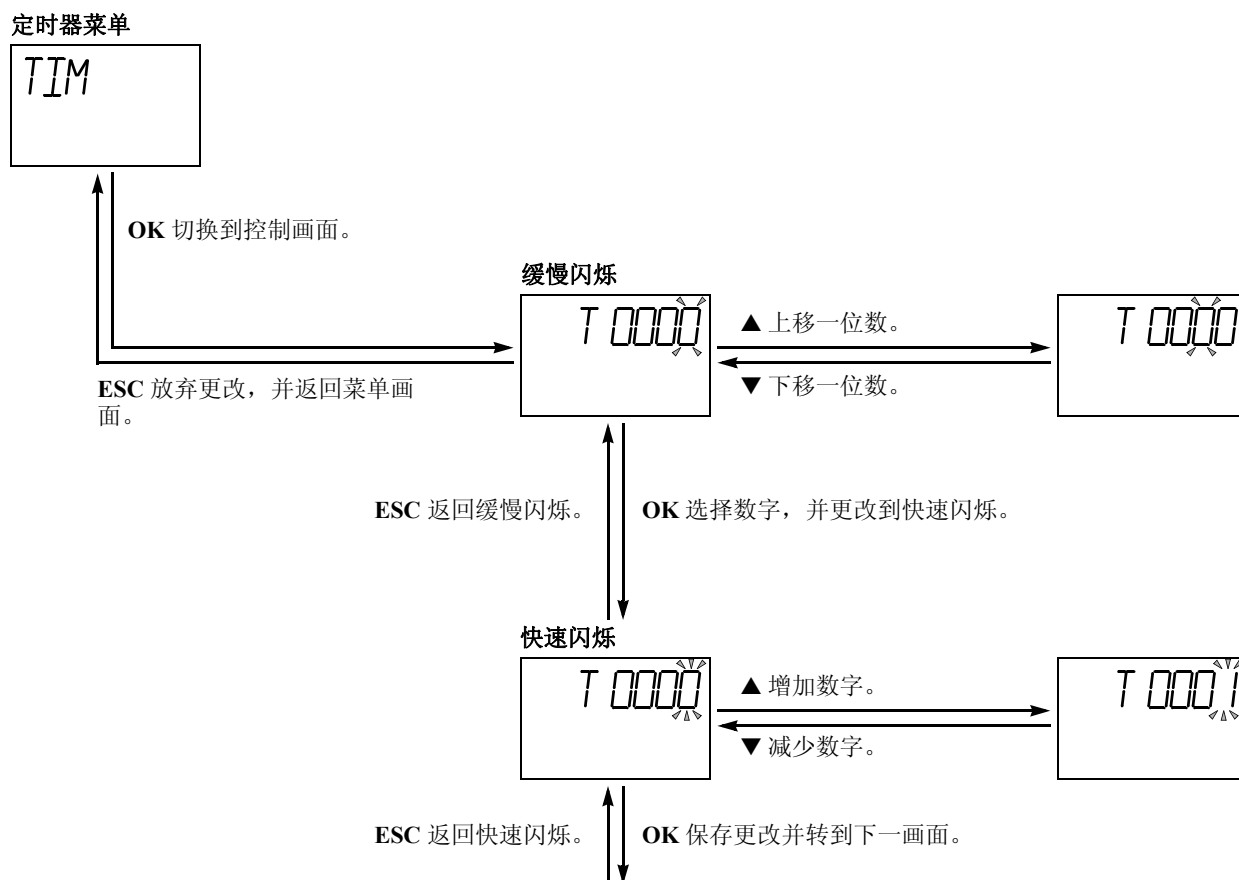 定时器菜单
TIM
OK 切换到控制画面。
缓慢闪烁
T 0000
▲ 上移一位数。
T 0000
▼ 下移一位数。
ESC 放弃更改，并返回菜单画
面。
ESC 返回缓慢闪烁。
OK 选择数字，并更改到快速闪烁。
快速闪烁
T 0000
▲ 增加数字。
T 0001
▼ 减少数字。
ESC 返回快速闪烁。
OK 保存更改并转到下一画面。